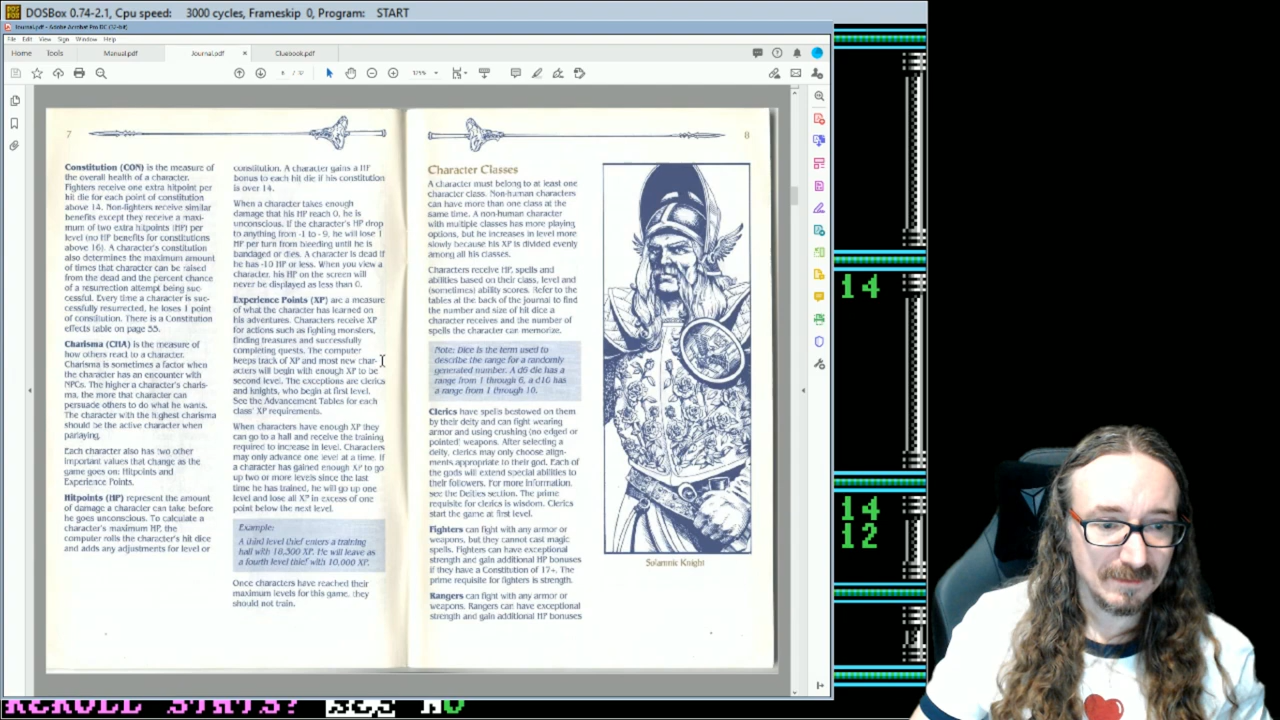 DOSBox 0.74-2.1, Cpu speed: 3000 cycles, Frameskip 0, Program: START
Journal.pdf - Adobe Acrobat Pro DC (32-bit)
File Edit View Sign Window Help
Home Tools Manual.pdf Journal.pdf × Cluebook.pdf
7
Constitution (CON) is the measure of
the overall health of a character.
Fighters receive one extra hitpoint per
hit die for each point of constitution
above 14. Non-fighters receive similar
benefits except they receive a maxi-
mum of two extra hitpoints (HP) per
level (no HP benefits for constitutions
above 16). A character's constitution
also determines the maximum amount
of times that character can be raised
from the dead and the percent chance
of a resurrection attempt being suc-
cessful. Every time a character is suc-
cessfully resurrected, he loses 1 point
of constitution. There is a Constitution
effects table on page 55.
Charisma (CHA) is the measure of
how others react to a character.
Charisma is sometimes a factor when
the character has an encounter with
NPCs. The higher a character's charis-
ma, the more that character can
persuade others to do what he wants.
The character with the highest charisma
should be the active character when
parlaying.
Each character also has two other
important values that change as the
game goes on: Hitpoints and
Experience Points.
Hitpoints (HP) represent the amount
of damage a character can take before
he goes unconscious. To calculate a
character's maximum HP, the
computer rolls the character's hit dice
and adds any adjustments for level or
constitution. A character gains a HP
bonus to each hit die if his constitution
is over 14.
When a character takes enough
damage that his HP reach 0, he is
unconscious. If the character's HP drop
to anything from -1 to -9, he will lose 1
HP per turn from bleeding until he is
bandaged or dies. A character is dead if
he has -10 HP or less. When you view a
character, his HP on the screen will
never be displayed as less than 0.
Experience Points (XP) are a measure
of what the character has learned on
his adventures. Characters receive XP
for actions such as fighting monsters,
finding treasures and successfully
completing quests. The computer
keeps track of XP and most new char-
acters will begin with enough XP to be
second level. The exceptions are clerics
and knights, who begin at first level.
See the Advancement Tables for each
class' XP requirements.
When characters have enough XP they
can go to a hall and receive the training
required to increase in level. Characters
may only advance one level at a time. If
a character has gained enough XP to go
up two or more levels since the last
time he has trained, he will go up one
level and lose all XP in excess of one
point below the next level.
Example:
A third level thief enters a training
hall with 18,500 XP. He will leave as
a fourth level thief with 10,000 XP.
Once characters have reached their
maximum levels for this game, they
should not train.
8
Character Classes
A character must belong to at least one
character class. Non-human characters
can have more than one class at the
same time. A non-human character
with multiple classes has more playing
options, but he increases in level more
slowly because his XP is divided evenly
among all his classes.
Characters receive HP, spells and
abilities based on their class, level and
(sometimes) ability scores. Refer to the
tables at the back of the journal to find
the number and size of hit dice a
character receives and the number of
spells the character can memorize.
Note: Dice is the term used to
describe the range for a randomly
generated number. A d6 die has a
range from 1 through 6, a d10 has
a range from 1 through 10.
Clerics have spells bestowed on them
by their deity and can fight wearing
armor and using crushing (no edged or
pointed) weapons. After selecting a
deity, clerics may only choose align-
ments appropriate to their god. Each of
the gods will extend special abilities to
their followers. For more information,
see the Deities section. The prime
requisite for clerics is wisdom. Clerics
start the game at first level.
Fighters can fight with any armor or
weapons, but they cannot cast magic
spells. Fighters can have exceptional
strength and gain additional HP bonuses
if they have a Constitution of 17+. The
prime requisite for fighters is strength.
Rangers can fight with any armor or
weapons. Rangers can have exceptional
strength and gain additional HP bonuses
Solamnic Knight
14
14
12
REROLL STATS? YES NO